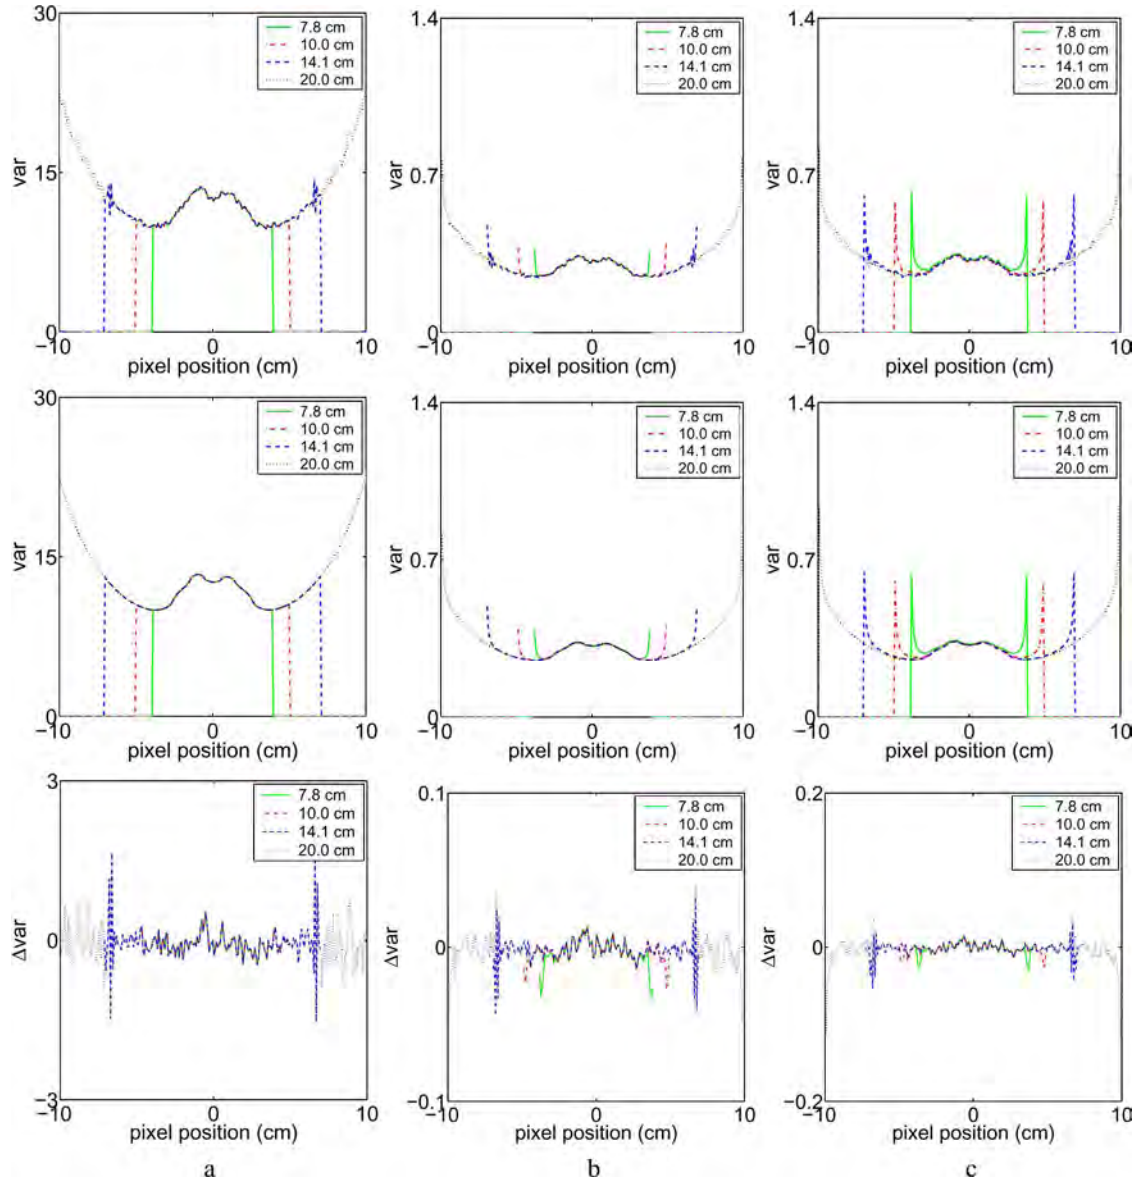 30
7.8 cm
10.0 cm
14.1 cm
20.0 cm
var
15
0
−10
0
10
pixel position (cm)
1.4
7.8 cm
10.0 cm
14.1 cm
20.0 cm
var
0.7
0
−10
0
10
pixel position (cm)
1.4
7.8 cm
10.0 cm
14.1 cm
20.0 cm
var
0.7
0
−10
0
10
pixel position (cm)
30
7.8 cm
10.0 cm
14.1 cm
20.0 cm
var
15
0
−10
0
10
pixel position (cm)
1.4
7.8 cm
10.0 cm
14.1 cm
20.0 cm
var
0.7
0
−10
0
10
pixel position (cm)
1.4
7.8 cm
10.0 cm
14.1 cm
20.0 cm
var
0.7
0
−10
0
10
pixel position (cm)
3
7.8 cm
10.0 cm
14.1 cm
20.0 cm
Δvar
0
−3
−10
0
10
pixel position (cm)
a
0.1
7.8 cm
10.0 cm
14.1 cm
20.0 cm
Δvar
0
−0.1
−10
0
10
pixel position (cm)
b
0.2
7.8 cm
10.0 cm
14.1 cm
20.0 cm
Δvar
0
−0.2
−10
0
10
pixel position (cm)
c